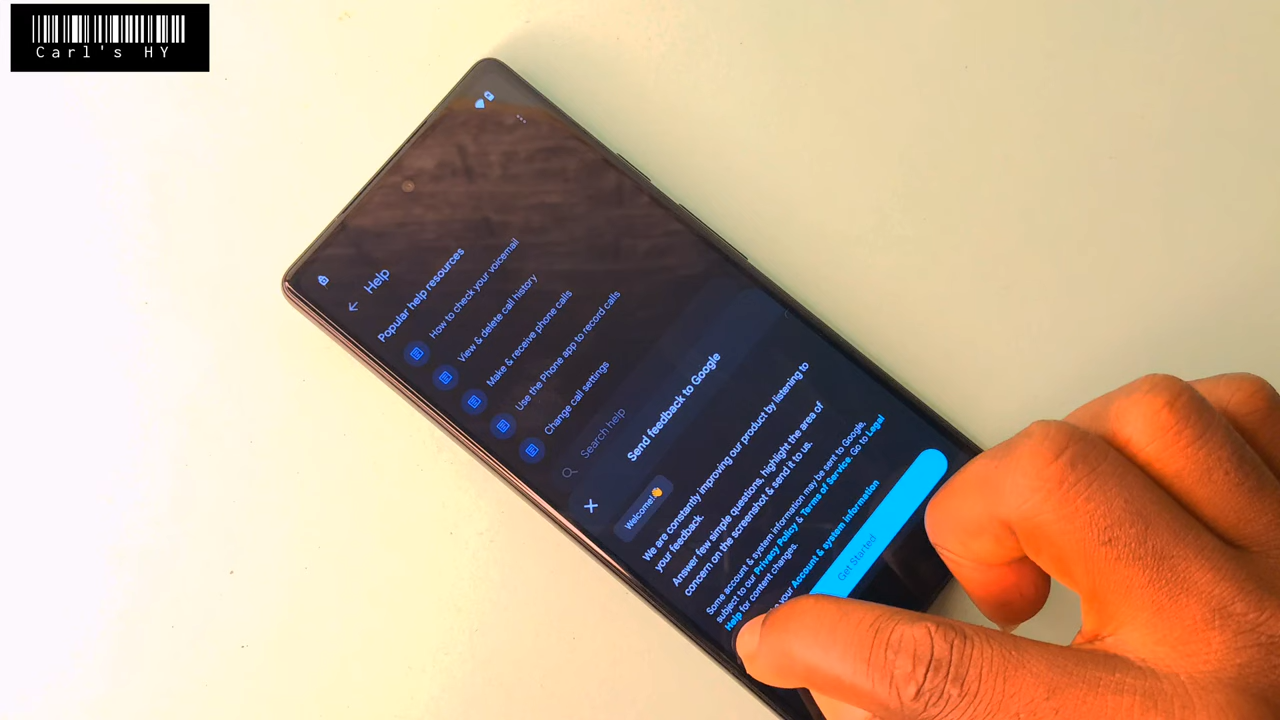 Carl's HY
Help
Popular help resources
How to check your voicemail
View & delete call history
Make & receive phone calls
Use the Phone app to record calls
Change call settings
Search help
Send feedback to Google
Welcome!👋
We are constantly improving our product by listening to
your feedback.
Answer few simple questions, highlight the area of
concern on the screenshot & send it to us.
Some account & system information may be sent to Google,
subject to our Privacy Policy & Terms of Service. Go to Legal
Help for content changes.
your Account & system information
Get Started